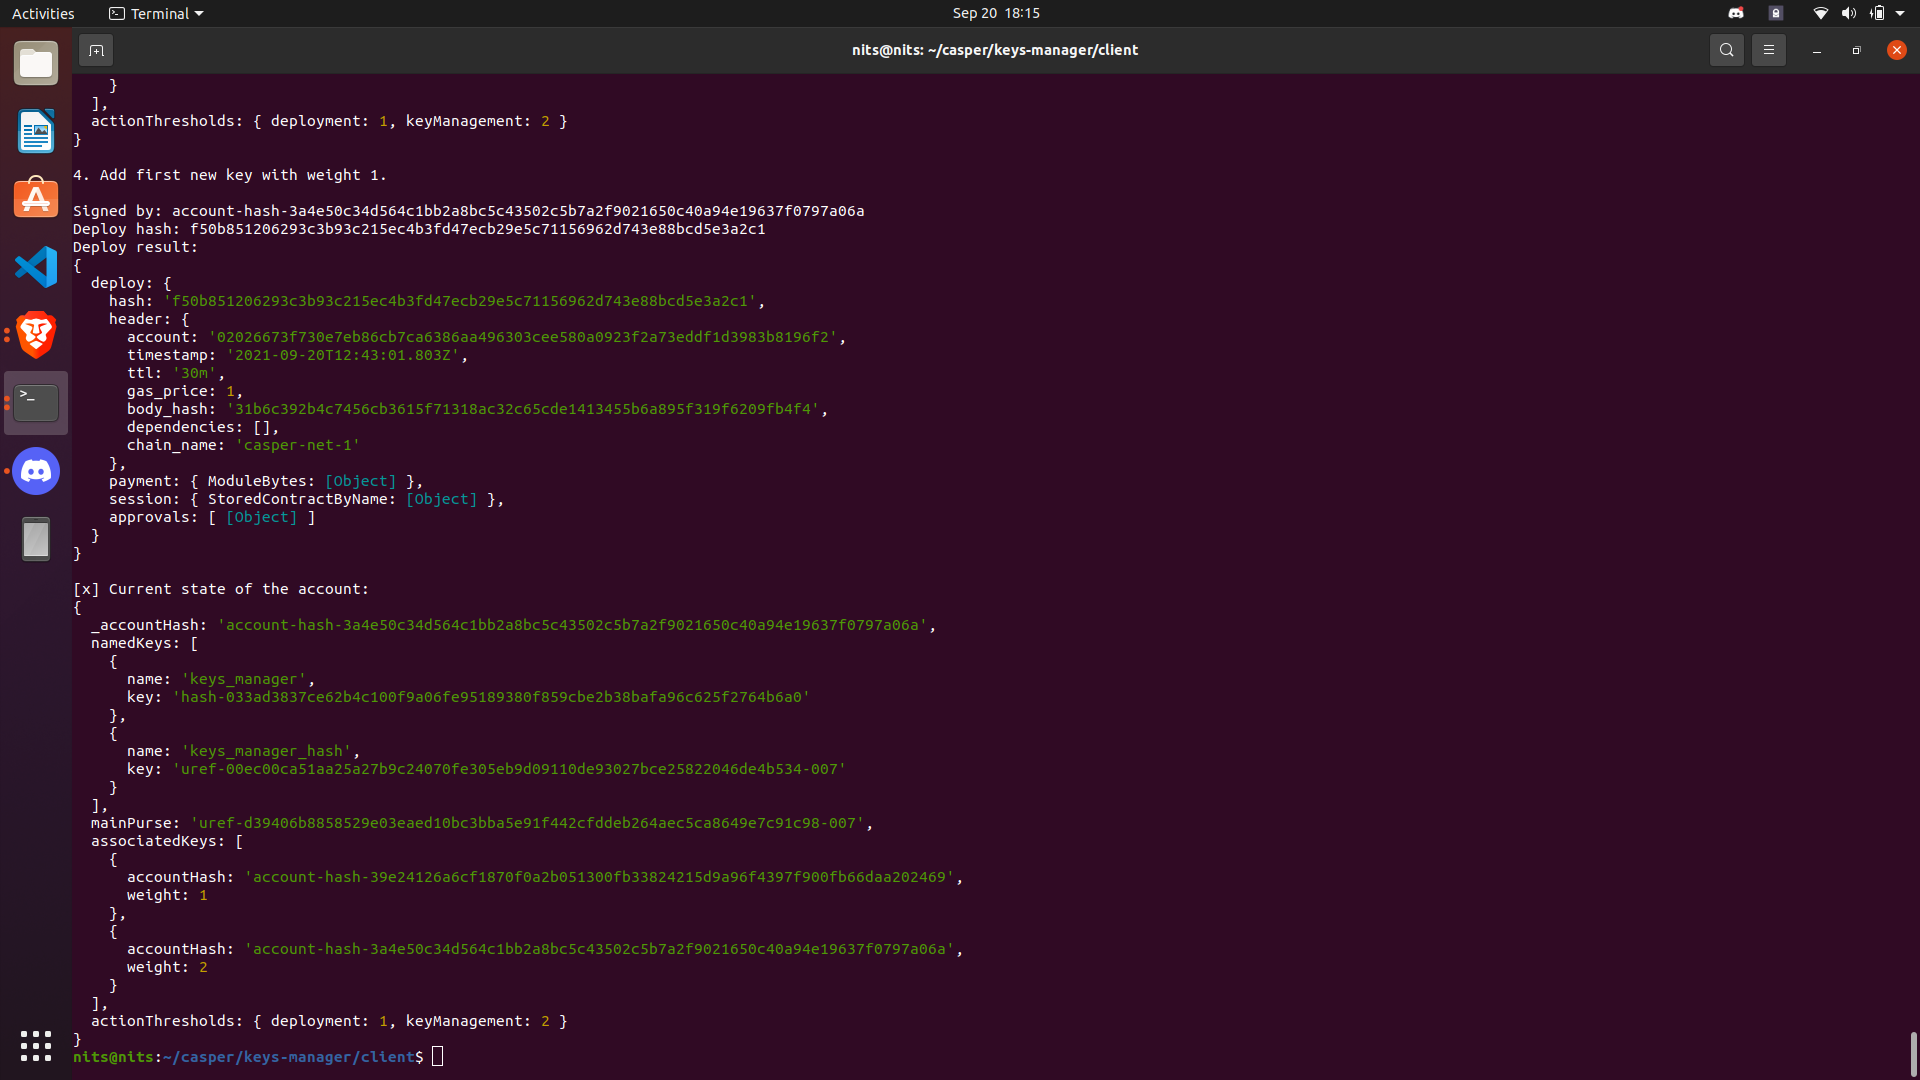 Activities
Terminal
Sep 20 18:15
nits@nits: ~/casper/keys-manager/client
    }
  ],
  actionThresholds: { deployment: 1, keyManagement: 2 }
}
4. Add first new key with weight 1.
Signed by: account-hash-3a4e50c34d564c1bb2a8bc5c43502c5b7a2f9021650c40a94e19637f0797a06a
Deploy hash: f50b851206293c3b93c215ec4b3fd47ecb29e5c71156962d743e88bcd5e3a2c1
Deploy result:
{
  deploy: {
    hash: 'f50b851206293c3b93c215ec4b3fd47ecb29e5c71156962d743e88bcd5e3a2c1',
    header: {
      account: '02026673f730e7eb86cb7ca6386aa496303cee580a0923f2a73eddf1d3983b8196f2',
      timestamp: '2021-09-20T12:43:01.803Z',
      ttl: '30m',
      gas_price: 1,
      body_hash: '31b6c392b4c7456cb3615f71318ac32c65cde1413455b6a895f319f6209fb4f4',
      dependencies: [],
      chain_name: 'casper-net-1'
    },
    payment: { ModuleBytes: [Object] },
    session: { StoredContractByName: [Object] },
    approvals: [ [Object] ]
  }
}
[x] Current state of the account:
{
  _accountHash: 'account-hash-3a4e50c34d564c1bb2a8bc5c43502c5b7a2f9021650c40a94e19637f0797a06a',
  namedKeys: [
    {
      name: 'keys_manager',
      key: 'hash-033ad3837ce62b4c100f9a06fe95189380f859cbe2b38bafa96c625f2764b6a0'
    },
    {
      name: 'keys_manager_hash',
      key: 'uref-00ec00ca51aa25a27b9c24070fe305eb9d09110de93027bce25822046de4b534-007'
    }
  ],
  mainPurse: 'uref-d39406b8858529e03eaed10bc3bba5e91f442cfddeb264aec5ca8649e7c91c98-007',
  associatedKeys: [
    {
      accountHash: 'account-hash-39e24126a6cf1870f0a2b051300fb33824215d9a96f4397f900fb66daa202469',
      weight: 1
    },
    {
      accountHash: 'account-hash-3a4e50c34d564c1bb2a8bc5c43502c5b7a2f9021650c40a94e19637f0797a06a',
      weight: 2
    }
  ],
  actionThresholds: { deployment: 1, keyManagement: 2 }
}
nits@nits:~/casper/keys-manager/client$